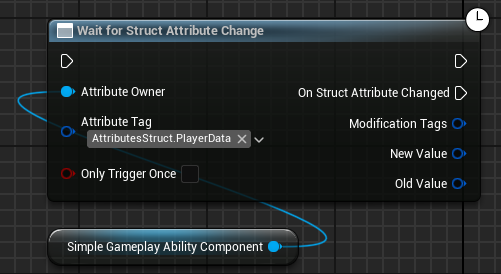 Wait for Struct Attribute Change
Attribute Owner
On Struct Attribute Changed
Attribute Tag
AttributesStruct.PlayerData
Modification Tags
Only Trigger Once
New Value
Old Value
Simple Gameplay Ability Component